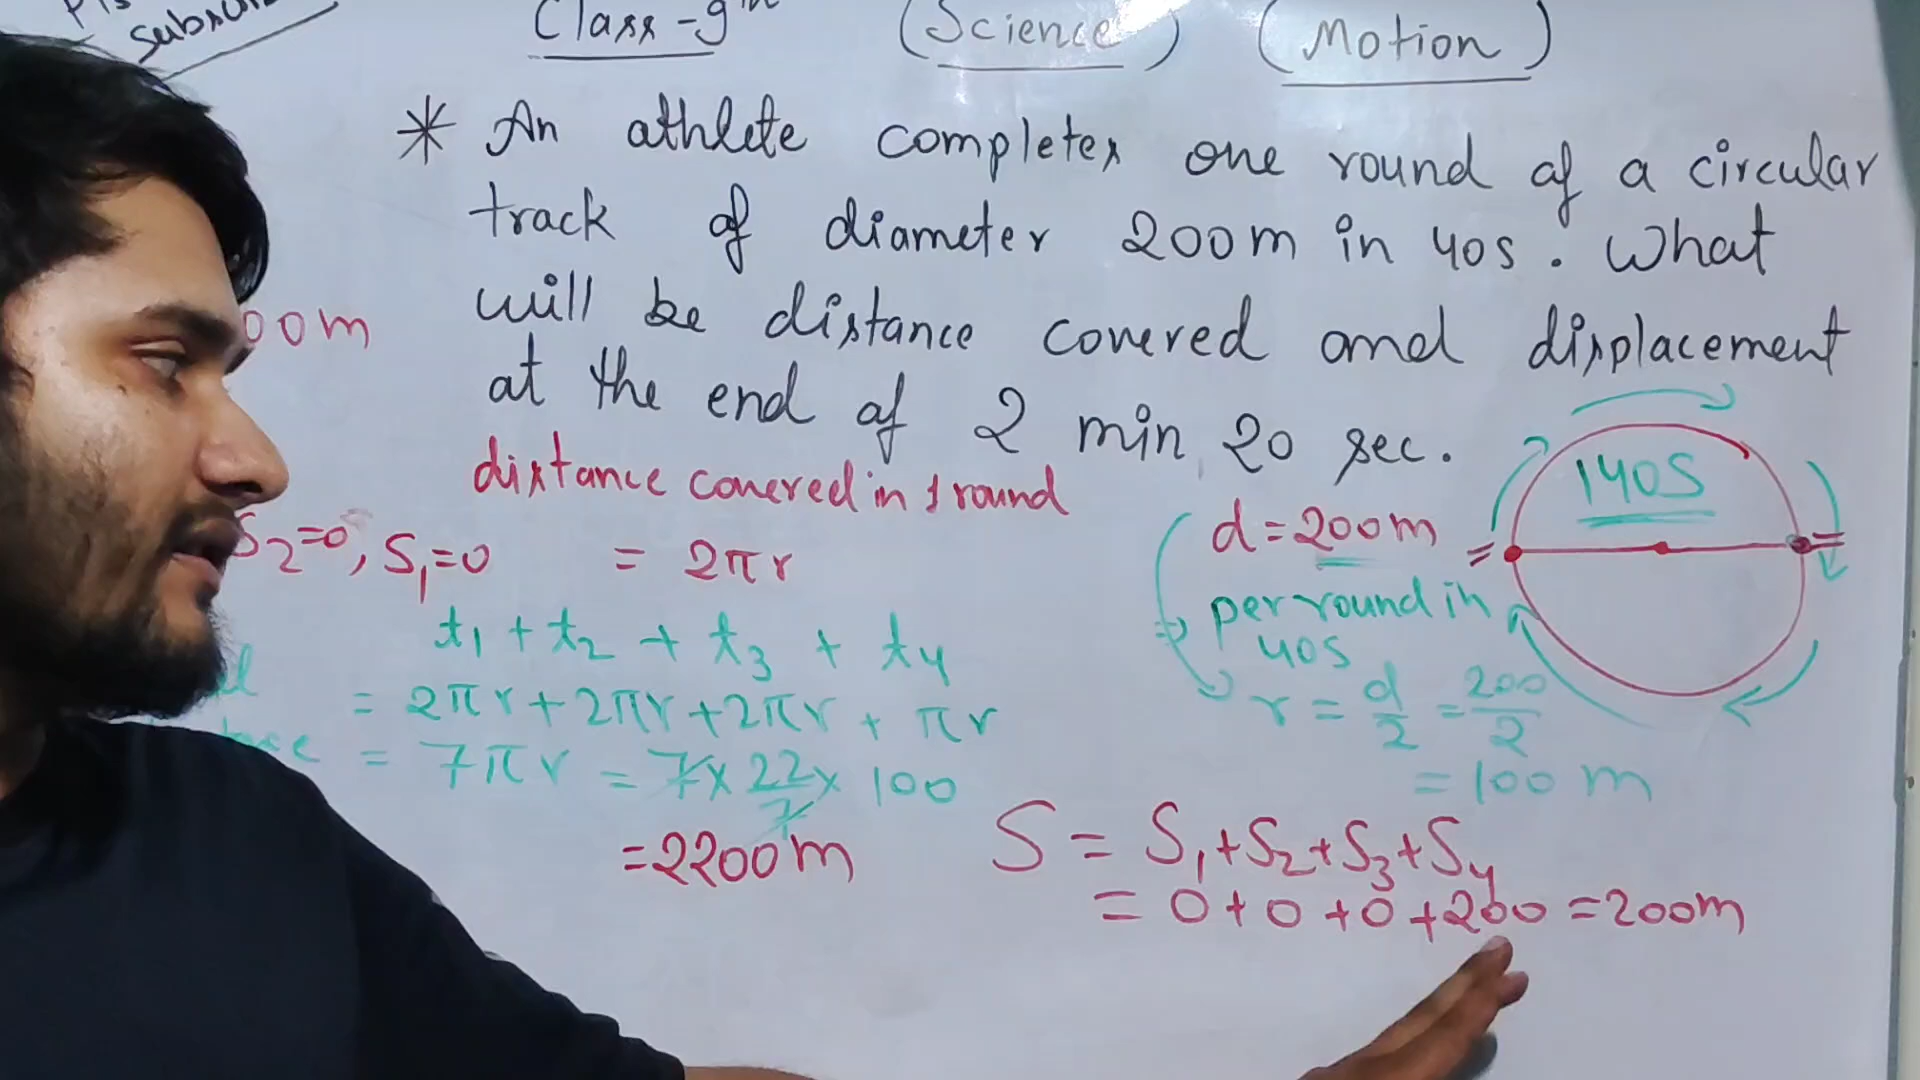 Class - 9th (Science) (Motion)
subscri
* An athlete completes one round of a circular
track of diameter 200m in 40s. What
will be distance covered and displacement
at the end of 2 min 20 sec.
distance covered in 1 round
= 2πr
00m
S2=0, S1=0
t1 + t2 + t3 + t4
= 2πr + 2πr + 2πr + πr
= 7πr = 7 x 22/7 x 100
= 2200m
140S
d = 200m
per round in
40S
r = d/2 = 200/2
= 100 m
S = S1 + S2 + S3 + S4
= 0 + 0 + 0 + 200 = 200m